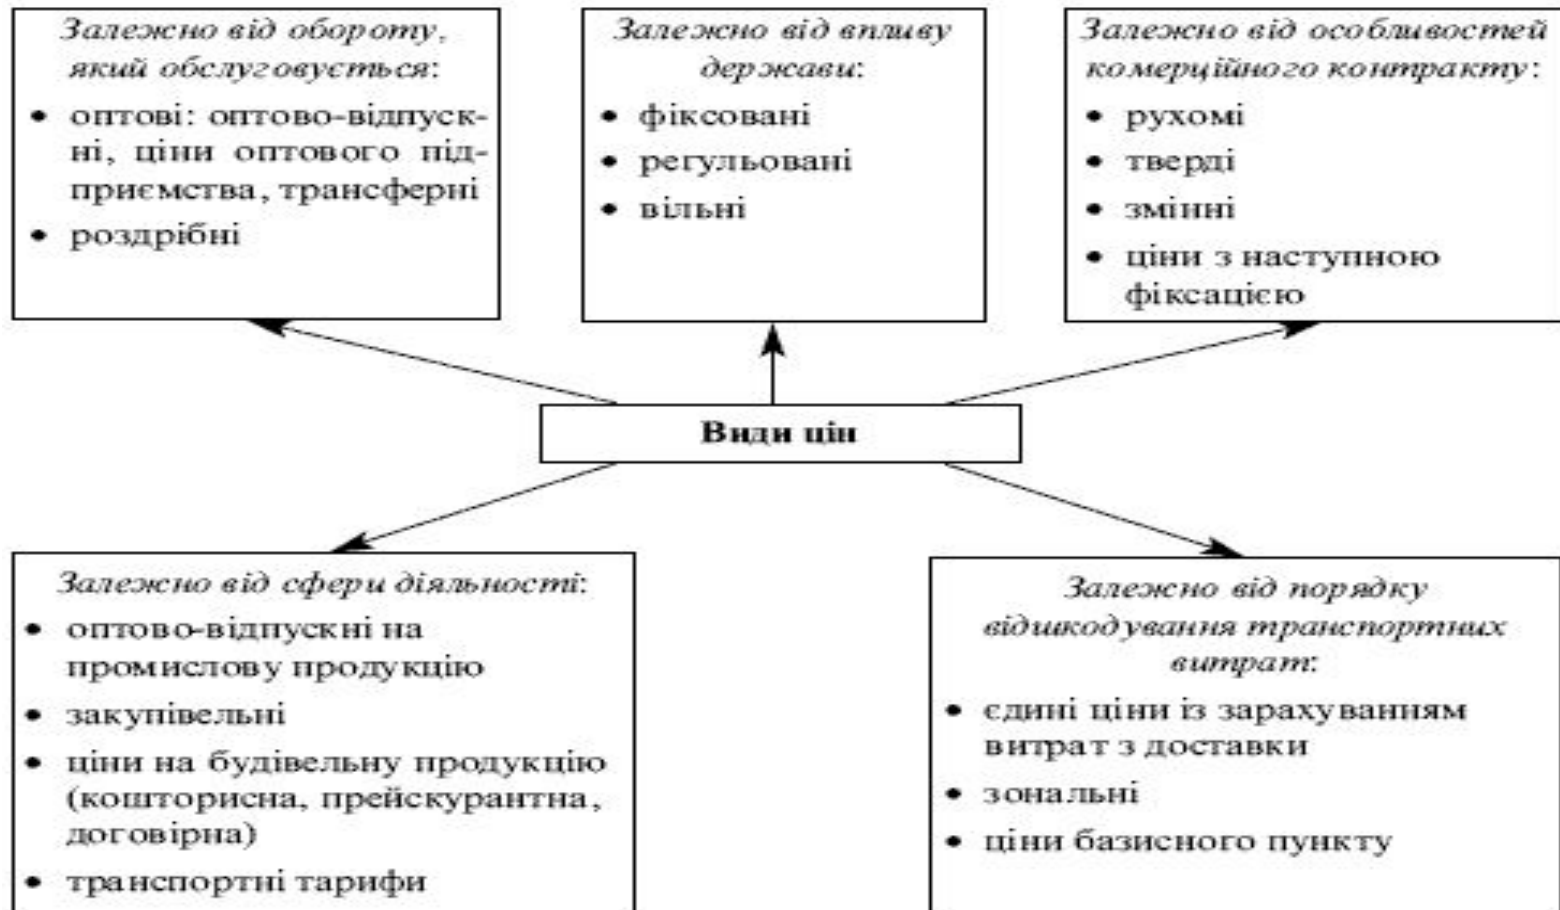 Залежно від обороту,
який обслуговується:
• оптові: оптово-відпуск-
ні, ціни оптового під-
приємства, трансферні
• роздрібні
Залежно від впливу
держави:
• фіксовані
• регульовані
• вільні
Залежно від особливостей
комерційного контракту:
• рухомі
• тверді
• змінні
• ціни з наступною
фіксацією
Види цін
Залежно від сфери діяльності:
• оптово-відпускні на
промислову продукцію
• закупівельні
• ціни на будівельну продукцію
(кошторисна, прейскурантна,
договірна)
• транспортні тарифи
Залежно від порядку
відшкодування транспортних
витрат:
• єдині ціни із зарахуванням
витрат з доставки
• зональні
• ціни базисного пункту